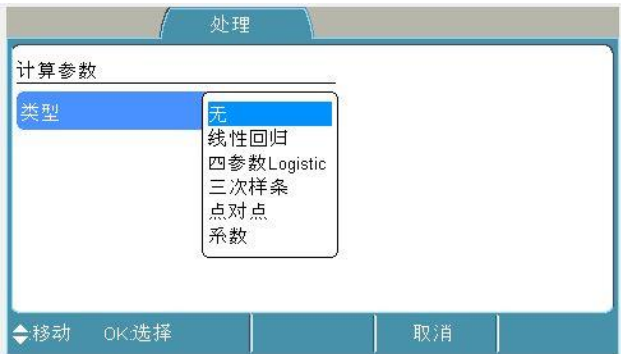 处理
计算参数
类型
无
线性回归
四参数Logistic
三次样条
点对点
系数
移动 OK:选择 取消